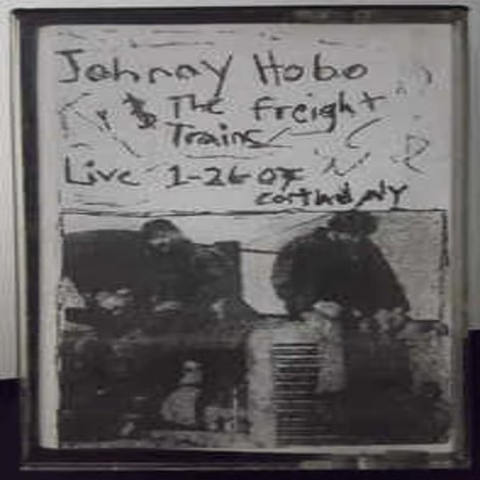 Johnny Hobo
& The Freight
Trains
Live 1-26-07
Cortland NY